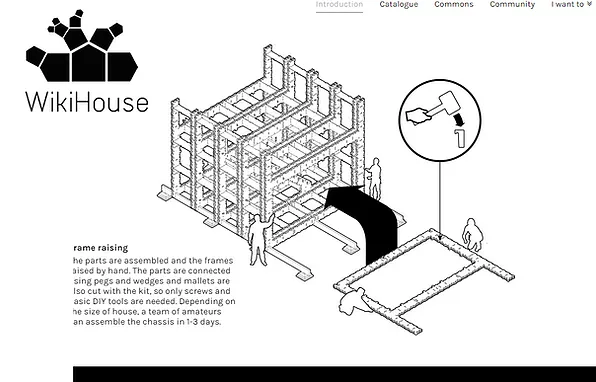 Introduction Catalogue Commons Community I want to
WikiHouse
1
rame raising
he parts are assembled and the frames
aised by hand. The parts are connected
sing pegs and wedges and mallets are
lso cut with the kit, so only screws and
asic DIY tools are needed. Depending on
he size of house, a team of amateurs
an assemble the chassis in 1-3 days.